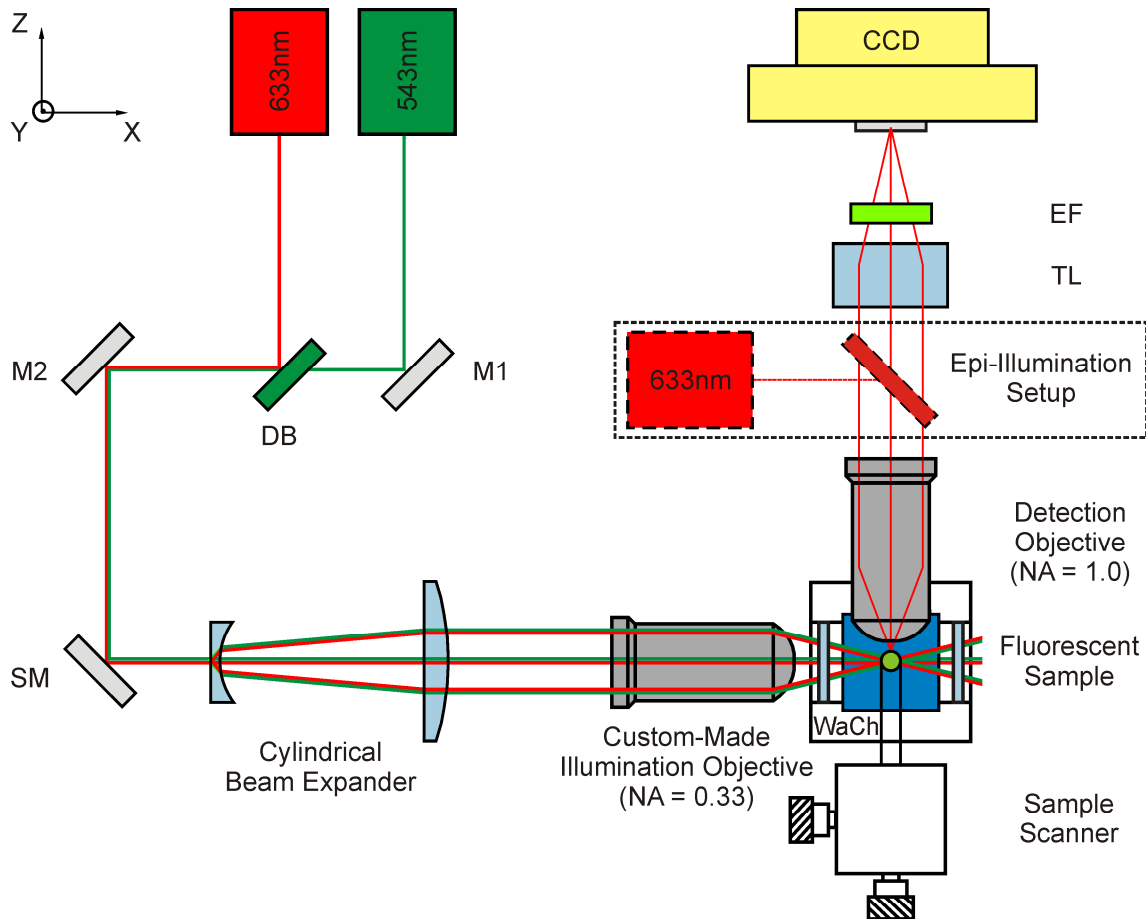 Z
Y
X
633nm
543nm
CCD
EF
TL
M2
M1
DB
633nm
Epi-Illumination
Setup
Detection
Objective
(NA = 1.0)
SM
Fluorescent
Sample
WaCh
Cylindrical
Beam Expander
Custom-Made
Illumination Objective
(NA = 0.33)
Sample
Scanner